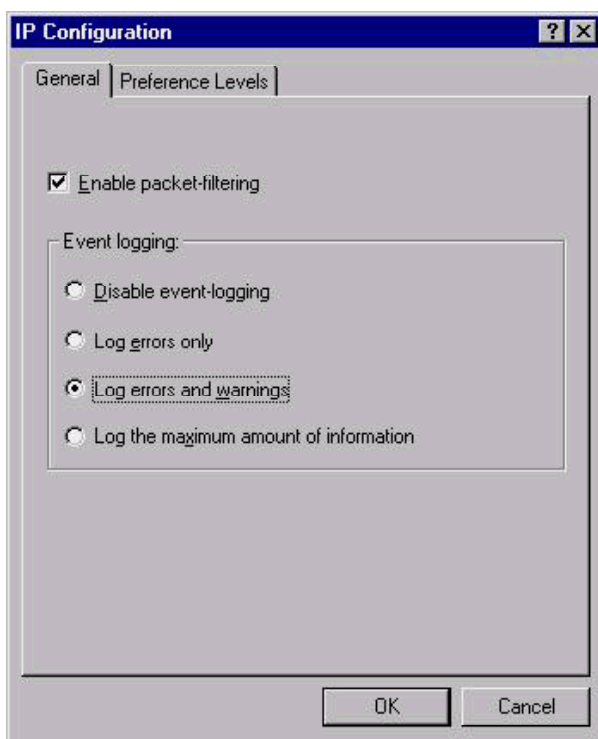 IP Configuration
General Preference Levels
Enable packet-filtering
Event logging:
Disable event-logging
Log errors only
Log errors and warnings
Log the maximum amount of information
OK Cancel